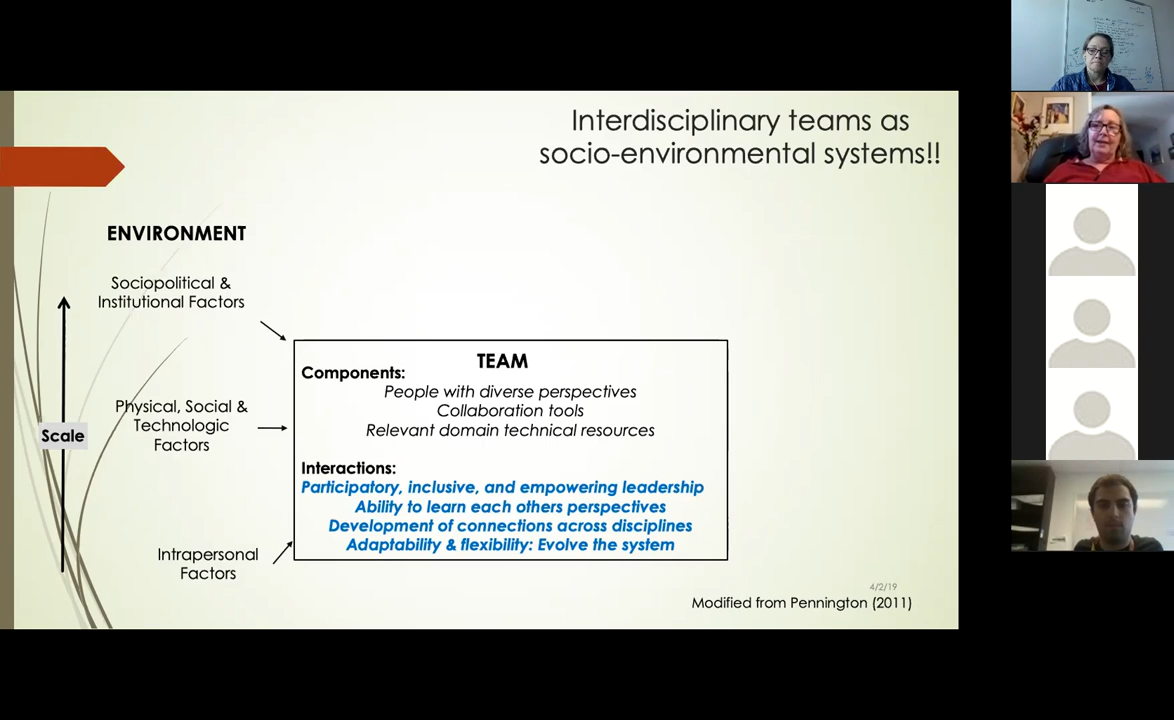 Interdisciplinary teams as
socio-environmental systems!!
ENVIRONMENT
Sociopolitical &
Institutional Factors
Physical, Social &
Technologic
Factors
Scale
Intrapersonal
Factors
TEAM
Components:
People with diverse perspectives
Collaboration tools
Relevant domain technical resources
Interactions:
Participatory, inclusive, and empowering leadership
Ability to learn each others perspectives
Development of connections across disciplines
Adaptability & flexibility: Evolve the system
4/2/19
Modified from Pennington (2011)